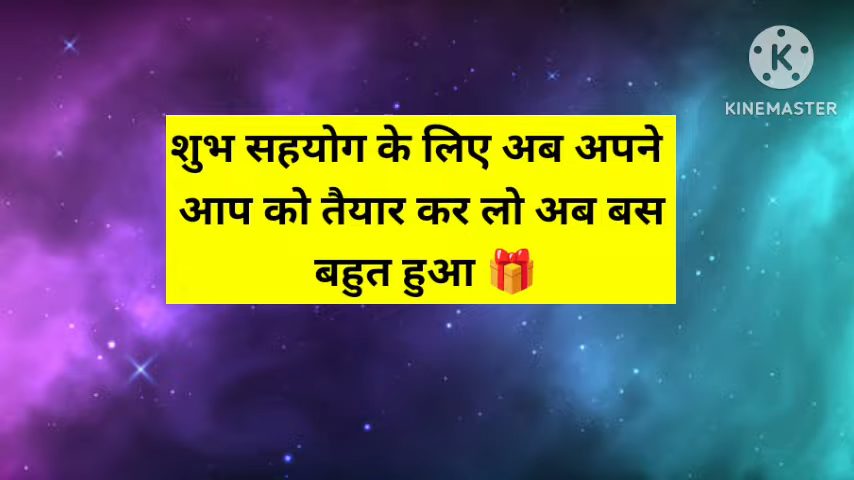 KINEMASTER
शुभ सहयोग के लिए अब अपने
आप को तैयार कर लो अब बस
बहुत हुआ 🎁